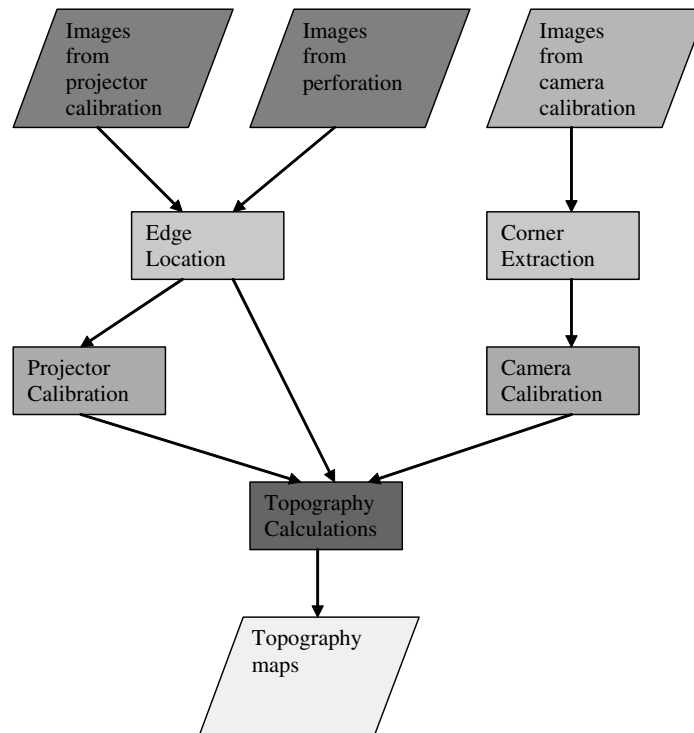 Images
from
projector
calibration
Images
from
perforation
Images
from
camera
calibration
Edge
Location
Corner
Extraction
Projector
Calibration
Camera
Calibration
Topography
Calculations
Topography
maps